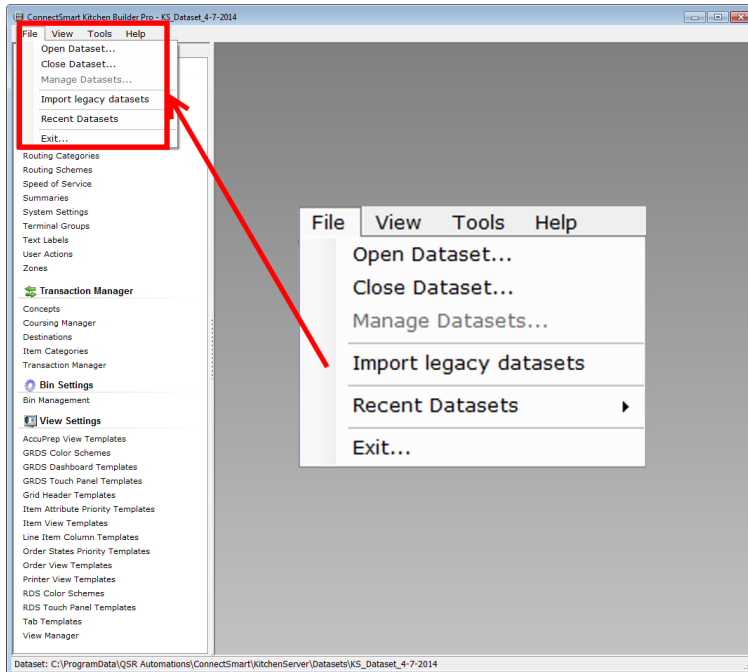 ConnectSmart Kitchen Builder Pro - KS_Dataset_4-7-2014
File View Tools Help
Open Dataset...
Close Dataset...
Manage Datasets...
Import legacy datasets
Recent Datasets
Exit...
Routing Categories
Routing Schemes
Speed of Service
Summaries
System Settings
Terminal Groups
Text Labels
User Actions
Zones
Transaction Manager
Concepts
Coursing Manager
Destinations
Item Categories
Transaction Manager
Bin Settings
Bin Management
View Settings
AccuPrep View Templates
GRDS Color Schemes
GRDS Dashboard Templates
GRDS Touch Panel Templates
Grid Header Templates
Item Attribute Priority Templates
Item View Templates
Line Item Column Templates
Order States Priority Templates
Order View Templates
Printer View Templates
RDS Color Schemes
RDS Touch Panel Templates
Tab Templates
View Manager
File View Tools Help
Open Dataset...
Close Dataset...
Manage Datasets...
Import legacy datasets
Recent Datasets
Exit...
Dataset: C:\ProgramData\QSR Automations\ConnectSmart\KitchenServer\Datasets\KS_Dataset_4-7-2014